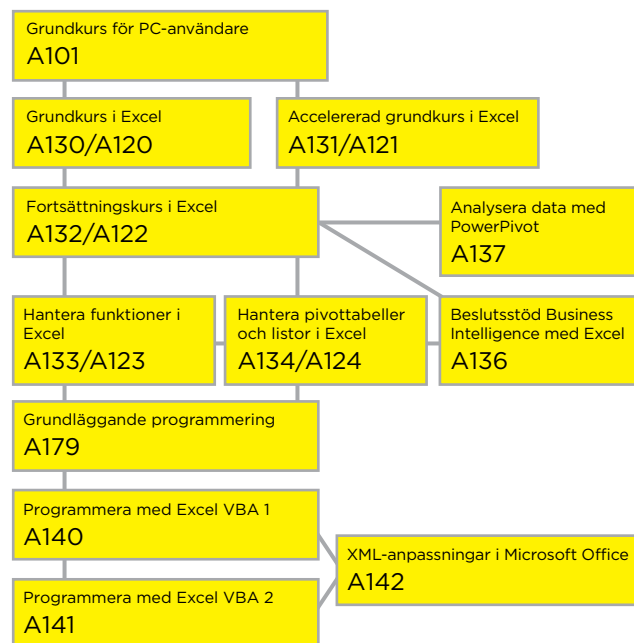 Grundkurs för PC-användare
A101
Grundkurs i Excel
A130/A120
Accelererad grundkurs i Excel
A131/A121
Fortsättningskurs i Excel
A132/A122
Analysera data med
PowerPivot
A137
Hantera funktioner i
Excel
A133/A123
Hantera pivottabeller
och listor i Excel
A134/A124
Beslutsstöd Business
Intelligence med Excel
A136
Grundläggande programmering
A179
Programmera med Excel VBA 1
A140
XML-anpassningar i Microsoft Office
A142
Programmera med Excel VBA 2
A141